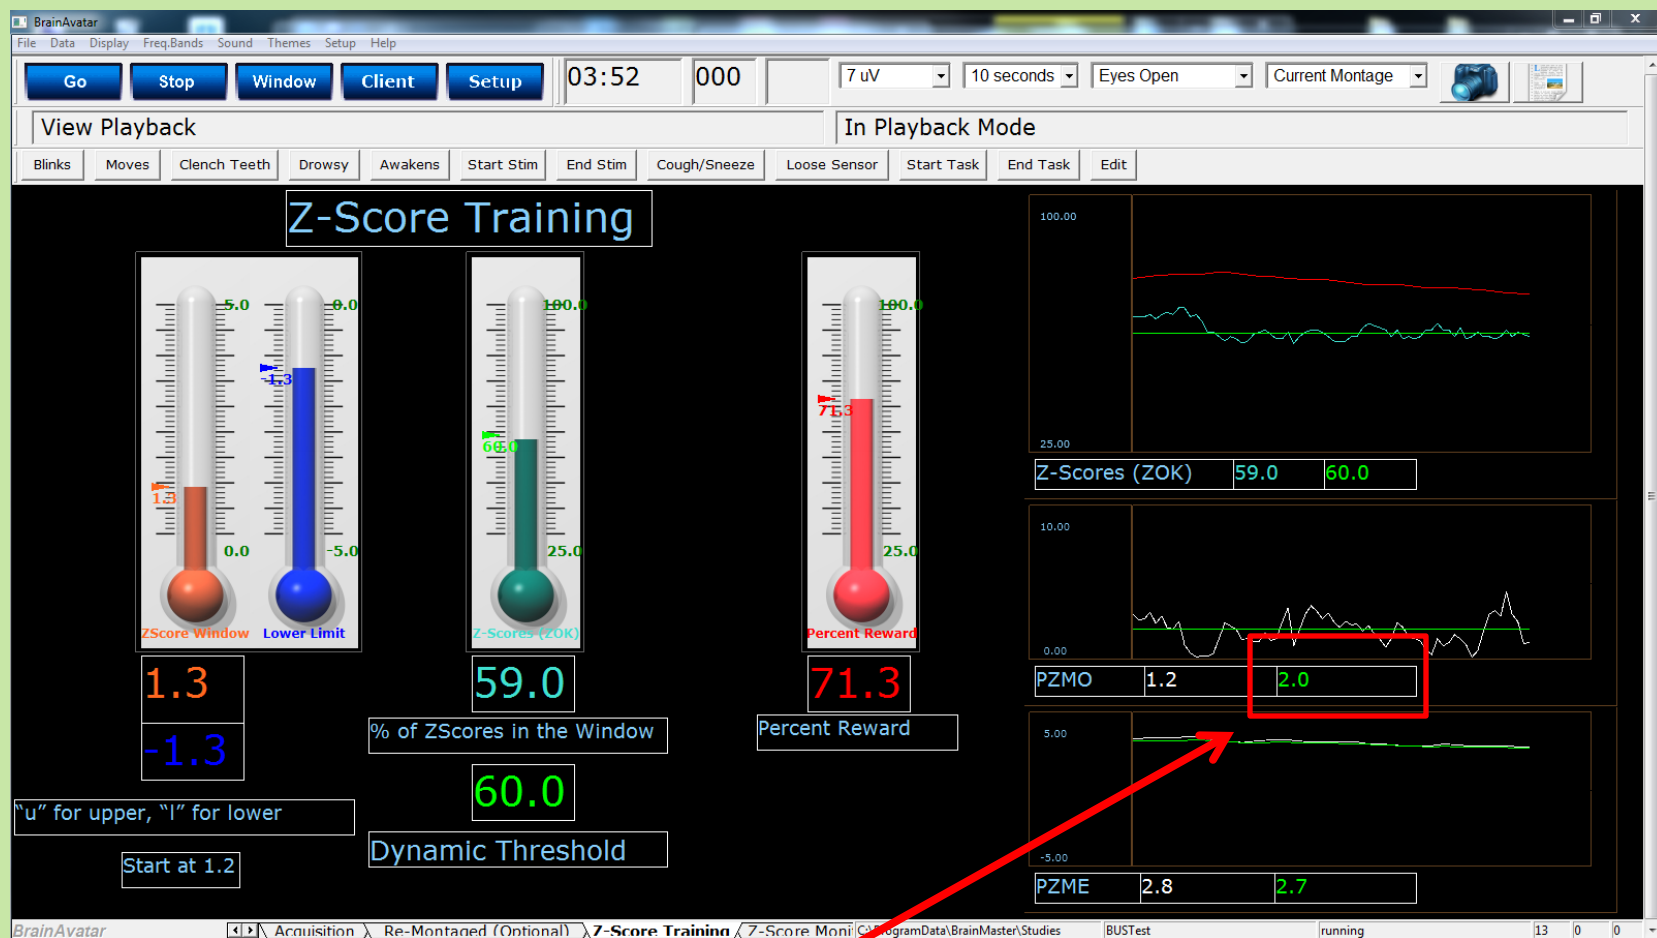 BrainAvatar
File Data Display Freq.Bands Sound Themes Setup Help
Go Stop Window Client Setup 03:52 000 7 uV 10 seconds Eyes Open Current Montage
View Playback In Playback Mode
Blinks Moves Clench Teeth Drowsy Awakens Start Stim End Stim Cough/Sneeze Loose Sensor Start Task End Task Edit
Z-Score Training
5.0 0.0 100.0 100.0
-1.3
71.3
60.0
1.3
0.0 -5.0 25.0 25.0
ZScore Window Lower Limit Z-Scores (ZOK) Percent Reward
1.3 59.0 71.3
-1.3
% of ZScores in the Window
Percent Reward
60.0
"u" for upper, "l" for lower
Dynamic Threshold
Start at 1.2
100.00
25.00
Z-Scores (ZOK) 59.0 60.0
10.00
0.00
PZMO 1.2 2.0
5.00
-5.00
PZME 2.8 2.7
BrainAvatar Acquisition Re-Montaged (Optional) Z-Score Training Z-Score Moni ProgramData\BrainMaster\Studies BUSTest running 13 0 0